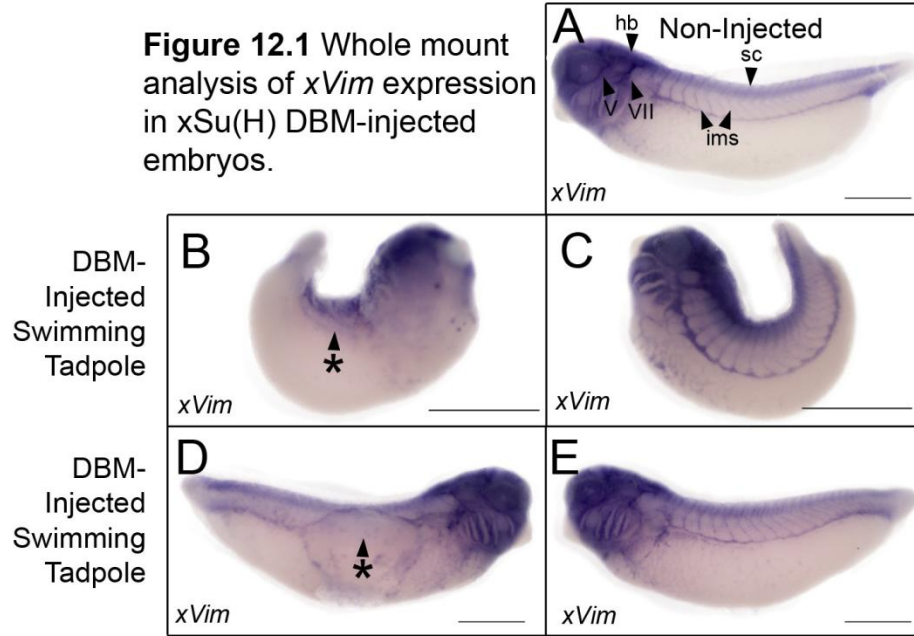 Figure 12.1 Whole mount
analysis of xVim expression
in xSu(H) DBM-injected
embryos.
A
Non-Injected
hb
sc
V
VII
ims
xVim
DBM-
Injected
Swimming
Tadpole
B
*
xVim
C
xVim
DBM-
Injected
Swimming
Tadpole
D
*
xVim
E
xVim